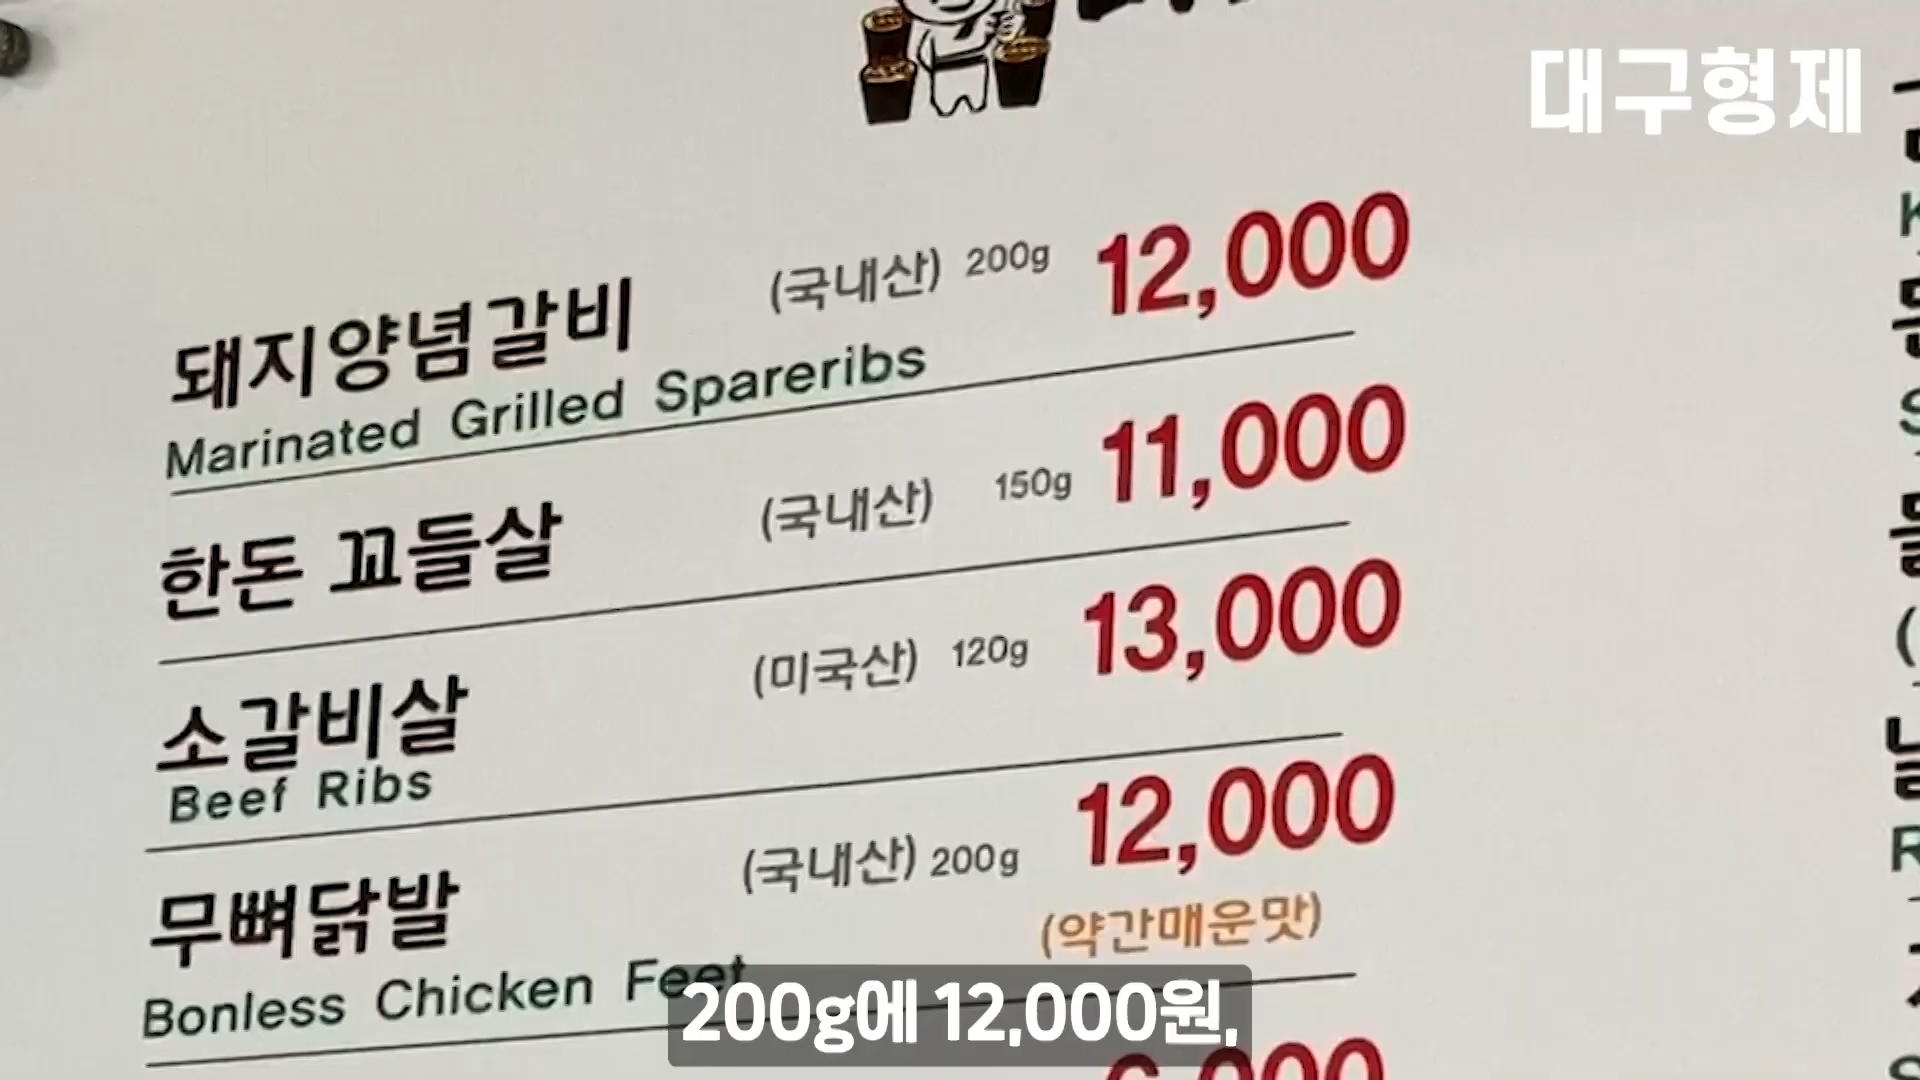 대구형제
돼지양념갈비 (국내산) 200g 12,000
Marinated Grilled Spareribs
한돈 꼬들살 (국내산) 150g 11,000
소갈비살 (미국산) 120g 13,000
Beef Ribs
무뼈닭발 (국내산) 200g 12,000
(약간매운맛)
Bonless Chicken Feet
200g에 12,000원,